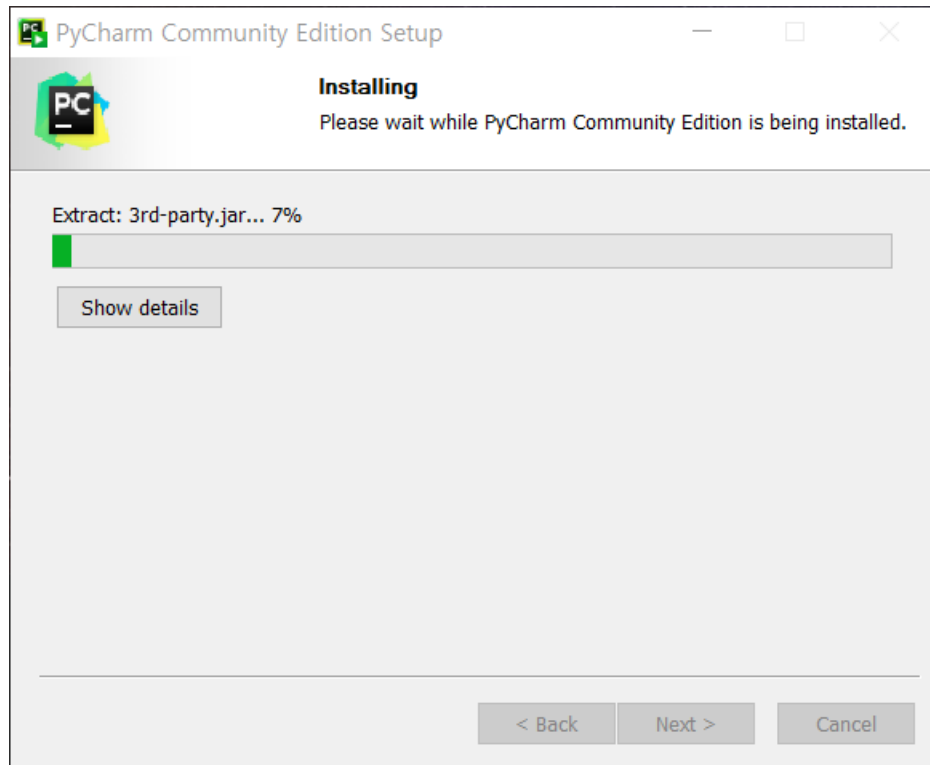 PyCharm Community Edition Setup
PC
Installing
Please wait while PyCharm Community Edition is being installed.
Extract: 3rd-party.jar... 7%
Show details
< Back
Next >
Cancel